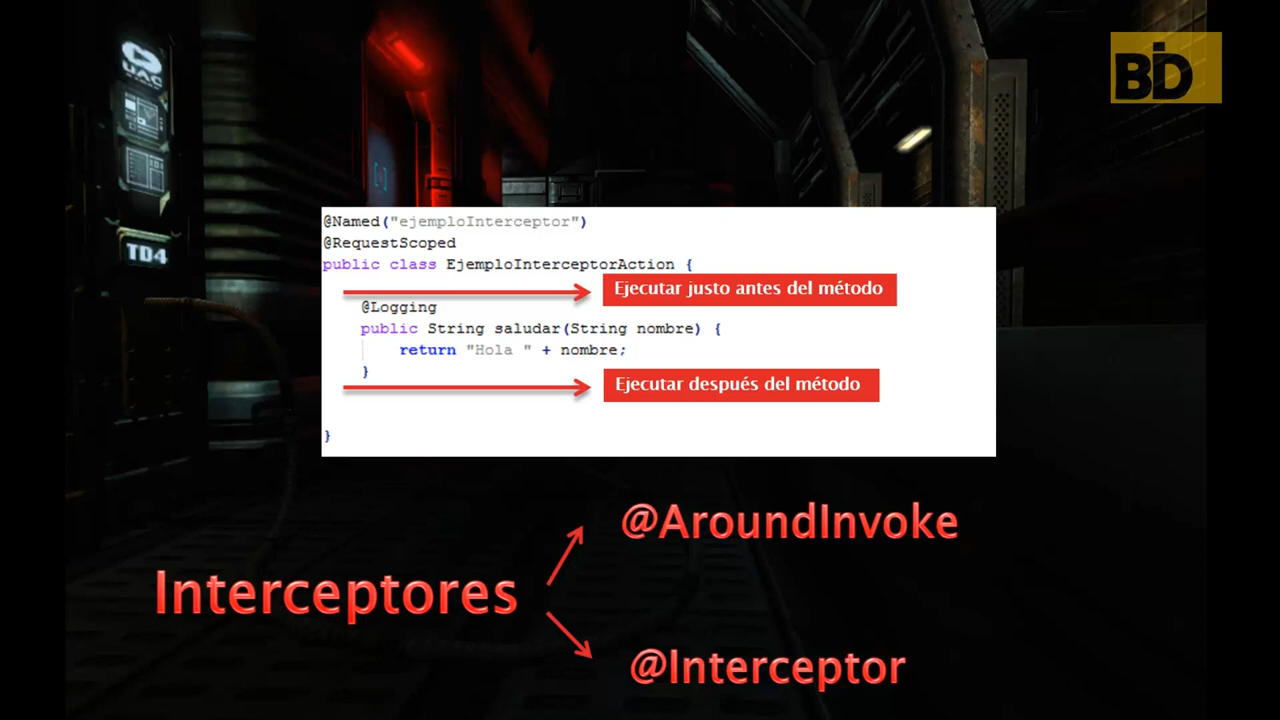 UAC
BID
TD4
@Named("ejemploInterceptor")
@RequestScoped
public class EjemploInterceptorAction {
Ejecutar justo antes del método
@Logging
public String saludar(String nombre) {
return "Hola " + nombre;
}
Ejecutar después del método
}
@AroundInvoke
Interceptores
@Interceptor